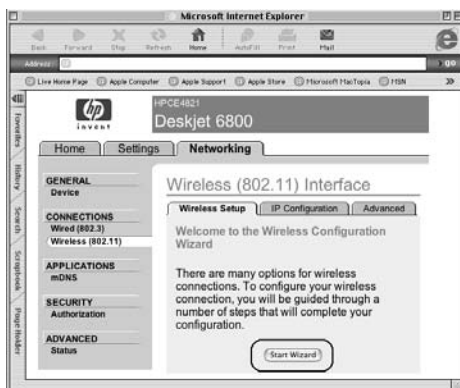 Microsoft Internet Explorer
Back Forward Stop Refresh Home AutoFill Print Mail
Address: go
Live Home Page Apple Computer Apple Support Apple Store Microsoft MacTopia MSN
Favorites
History
Search
Scrapbook
Page Holder
hp
invent
HPCE4821
Deskjet 6800
Home Settings Networking
GENERAL
Device
CONNECTIONS
Wired (802.3)
Wireless (802.11)
APPLICATIONS
mDNS
SECURITY
Authorization
ADVANCED
Status
Wireless (802.11) Interface
Wireless Setup IP Configuration Advanced
Welcome to the Wireless Configuration
Wizard
There are many options for wireless
connections. To configure your wireless
connection, you will be guided through a
number of steps that will complete your
configuration.
Start Wizard